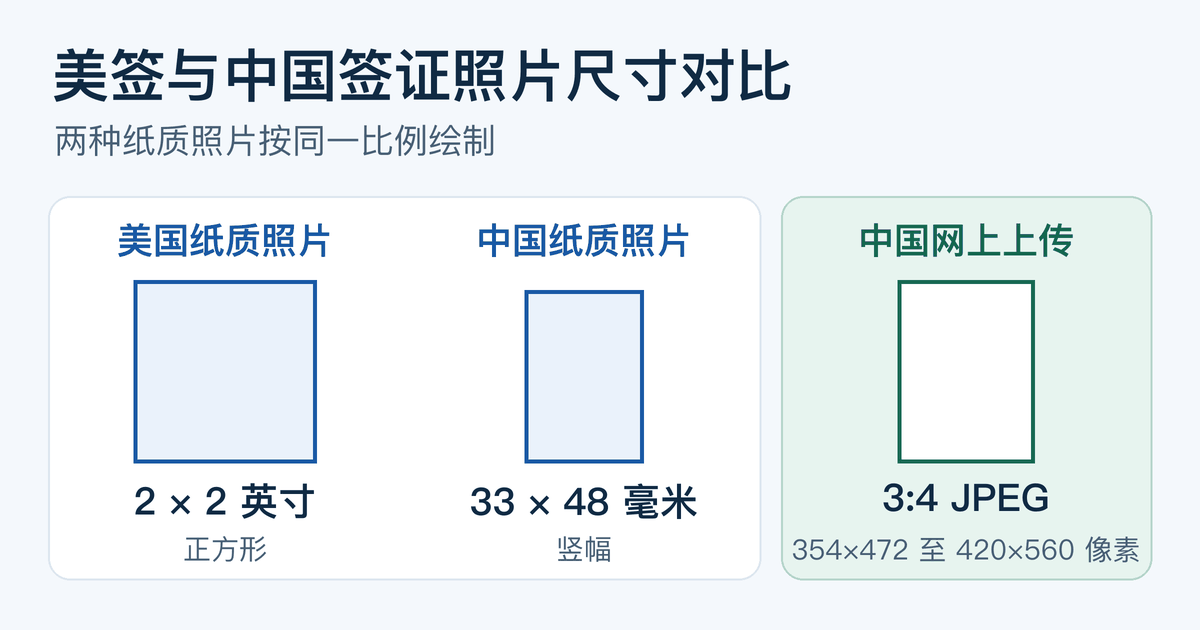 美签与中国签证照片尺寸对比
两种纸质照片按同一比例绘制
美国纸质照片
2 × 2 英寸
正方形
中国纸质照片
33 × 48 毫米
竖幅
中国网上上传
3:4 JPEG
354×472 至 420×560 像素